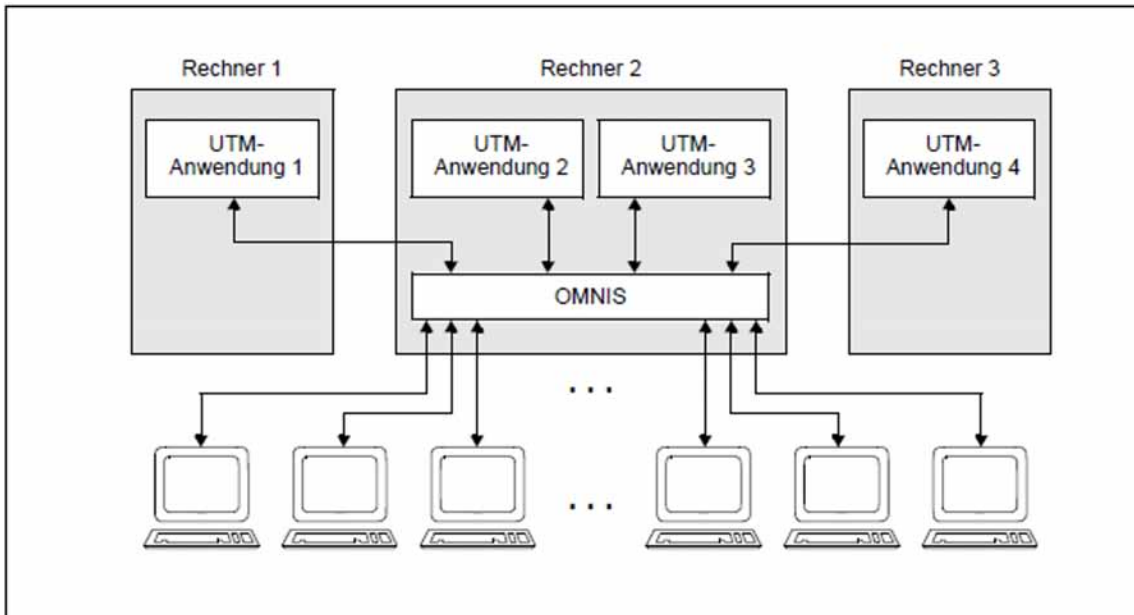 Rechner 1
Rechner 2
Rechner 3
UTM-
Anwendung 1
UTM-
Anwendung 2
UTM-
Anwendung 3
UTM-
Anwendung 4
OMNIS
. . .
. . .